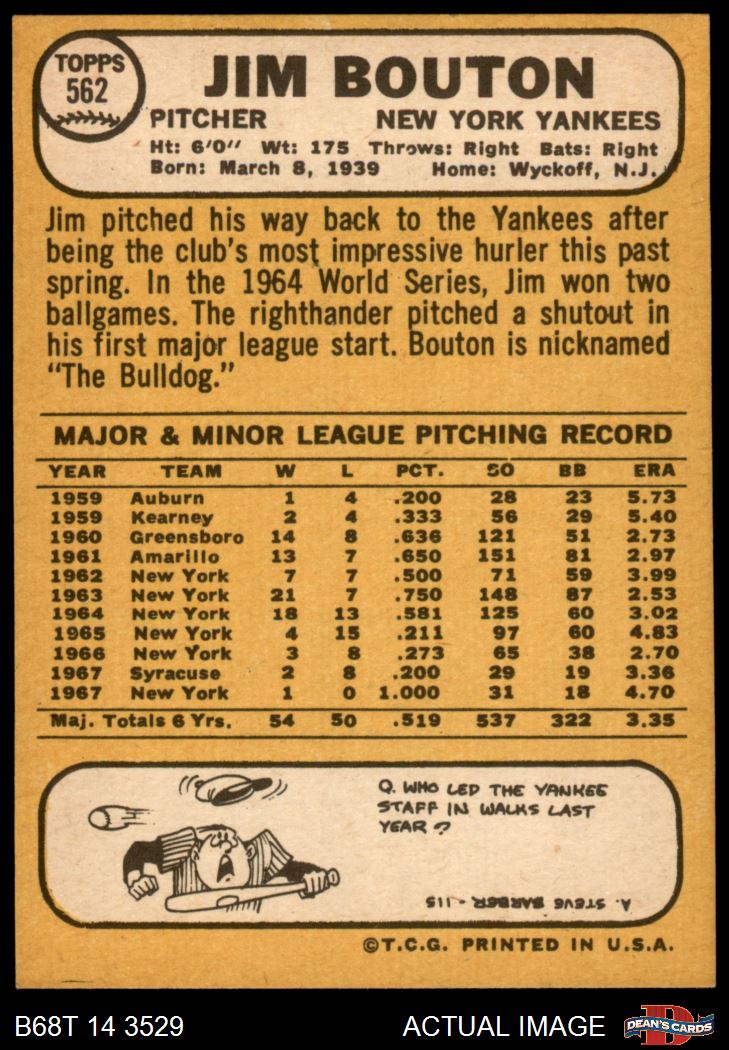 TOPPS
562
JIM BOUTON
PITCHER NEW YORK YANKEES
Ht: 6'0" Wt: 175 Throws: Right Bats: Right
Born: March 8, 1939 Home: Wyckoff, N.J.
Jim pitched his way back to the Yankees after
being the club's most impressive hurler this past
spring. In the 1964 World Series, Jim won two
ballgames. The righthander pitched a shutout in
his first major league start. Bouton is nicknamed
"The Bulldog."
MAJOR & MINOR LEAGUE PITCHING RECORD
YEAR TEAM W L PCT. SO BB ERA
1959 Auburn 1 4 .200 28 23 5.73
1959 Kearney 2 4 .333 56 29 5.40
1960 Greensboro 14 8 .636 121 51 2.73
1961 Amarillo 13 7 .650 151 81 2.97
1962 New York 7 7 .500 71 59 3.99
1963 New York 21 7 .750 148 87 2.53
1964 New York 18 13 .581 125 60 3.02
1965 New York 4 15 .211 97 60 4.83
1966 New York 3 8 .273 65 38 2.70
1967 Syracuse 2 8 .200 29 19 3.36
1967 New York 1 0 1.000 31 18 4.70
Maj. Totals 6 Yrs. 54 50 .519 537 322 3.35
Q. WHO LED THE YANKEE
STAFF IN WALKS LAST
YEAR?
A. STEVE BARBER - 115
©T.C.G. PRINTED IN U.S.A.
B68T 14 3529 ACTUAL IMAGE
D
DEAN'S CARDS